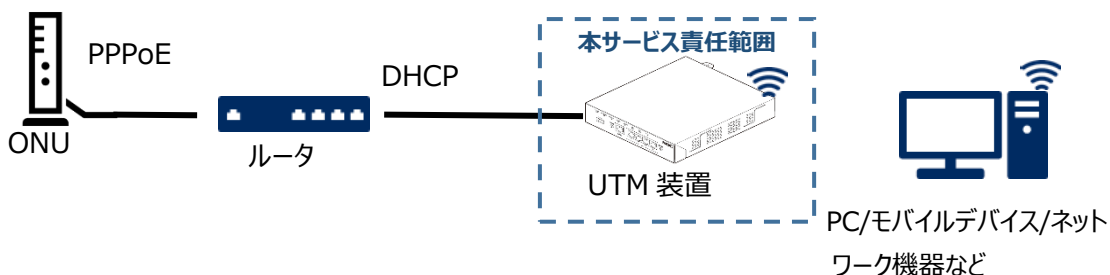 PPPoE
本サービス責任範囲
DHCP
ONU
ルータ
UTM 装置
PC/モバイルデバイス/ネット
ワーク機器など